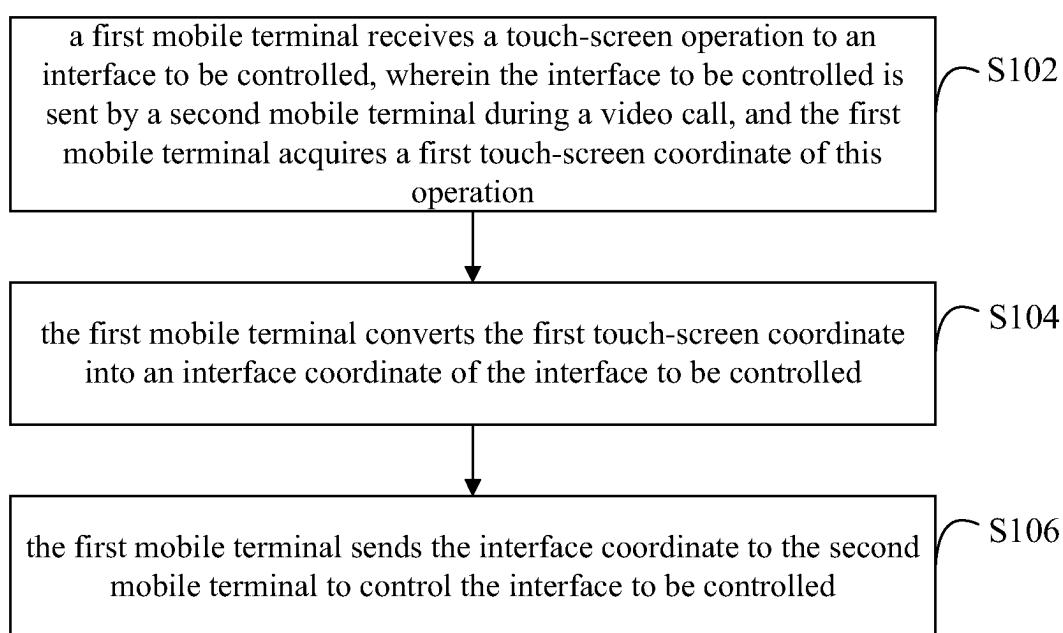 a first mobile terminal receives a touch-screen operation to an
interface to be controlled, wherein the interface to be controlled is
sent by a second mobile terminal during a video call, and the first
mobile terminal acquires a first touch-screen coordinate of this
operation
S102
the first mobile terminal converts the first touch-screen coordinate
into an interface coordinate of the interface to be controlled
S104
the first mobile terminal sends the interface coordinate to the second
mobile terminal to control the interface to be controlled
S106